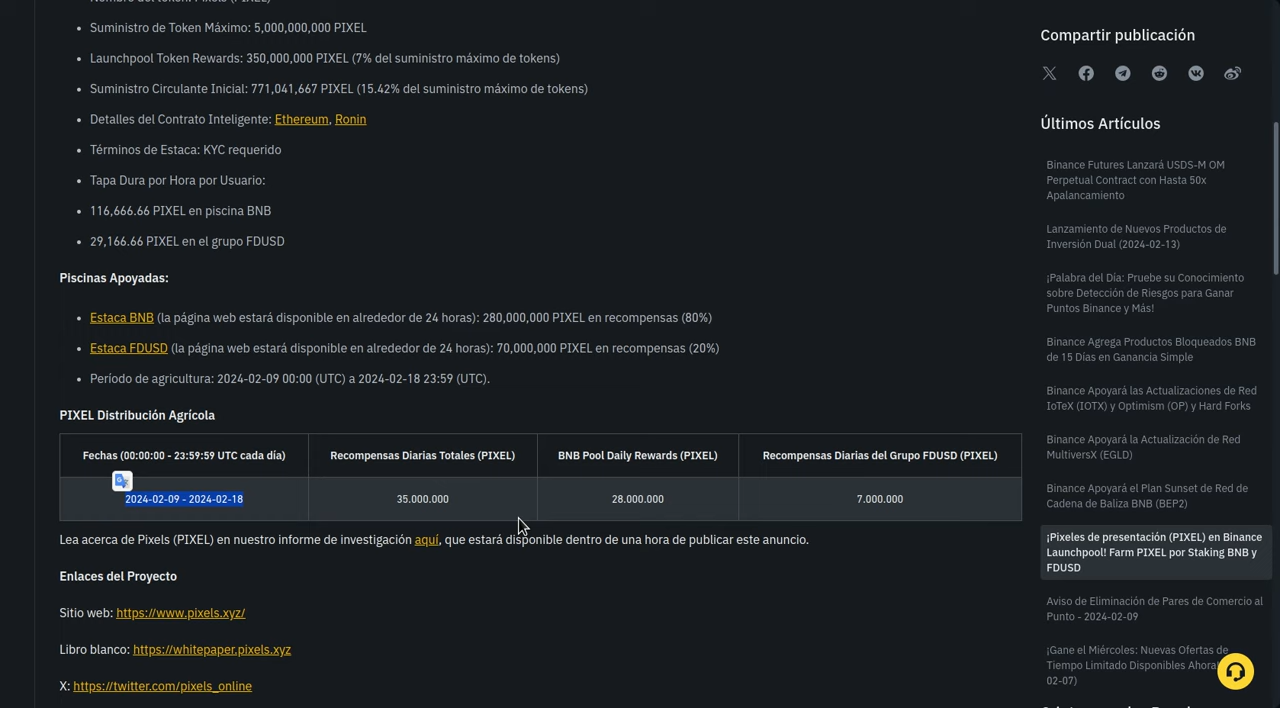 Suministro de Token Máximo: 5,000,000,000 PIXEL
Launchpool Token Rewards: 350,000,000 PIXEL (7% del suministro máximo de tokens)
Suministro Circulante Inicial: 771,041,667 PIXEL (15.42% del suministro máximo de tokens)
Detalles del Contrato Inteligente: Ethereum, Ronin
Términos de Estaca: KYC requerido
Tapa Dura por Hora por Usuario:
116,666.66 PIXEL en piscina BNB
29,166.66 PIXEL en el grupo FDUSD
Piscinas Apoyadas:
Estaca BNB (la página web estará disponible en alrededor de 24 horas): 280,000,000 PIXEL en recompensas (80%)
Estaca FDUSD (la página web estará disponible en alrededor de 24 horas): 70,000,000 PIXEL en recompensas (20%)
Período de agricultura: 2024-02-09 00:00 (UTC) a 2024-02-18 23:59 (UTC).
PIXEL Distribución Agrícola
Fechas (00:00:00 - 23:59:59 UTC cada día) Recompensas Diarias Totales (PIXEL) BNB Pool Daily Rewards (PIXEL) Recompensas Diarias del Grupo FDUSD (PIXEL)
2024-02-09 - 2024-02-18 35.000.000 28.000.000 7.000.000
Lea acerca de Pixels (PIXEL) en nuestro informe de investigación aquí, que estará disponible dentro de una hora de publicar este anuncio.
Enlaces del Proyecto
Sitio web: https://www.pixels.xyz/
Libro blanco: https://whitepaper.pixels.xyz
X: https://twitter.com/pixels_online
Compartir publicación
Últimos Artículos
Binance Futures Lanzará USDS-M OM
Perpetual Contract con Hasta 50x
Apalancamiento
Lanzamiento de Nuevos Productos de
Inversión Dual (2024-02-13)
¡Palabra del Día: Pruebe su Conocimiento
sobre Detección de Riesgos para Ganar
Puntos Binance y Más!
Binance Agrega Productos Bloqueados BNB
de 15 Días en Ganancia Simple
Binance Apoyará las Actualizaciones de Red
IoTeX (IOTX) y Optimism (OP) y Hard Forks
Binance Apoyará la Actualización de Red
MultiversX (EGLD)
Binance Apoyará el Plan Sunset de Red de
Cadena de Baliza BNB (BEP2)
¡Pixeles de presentación (PIXEL) en Binance
Launchpool! Farm PIXEL por Staking BNB y
FDUSD
Aviso de Eliminación de Pares de Comercio al
Punto - 2024-02-09
¡Gane el Miércoles: Nuevas Ofertas de
Tiempo Limitado Disponibles Ahora
02-07)